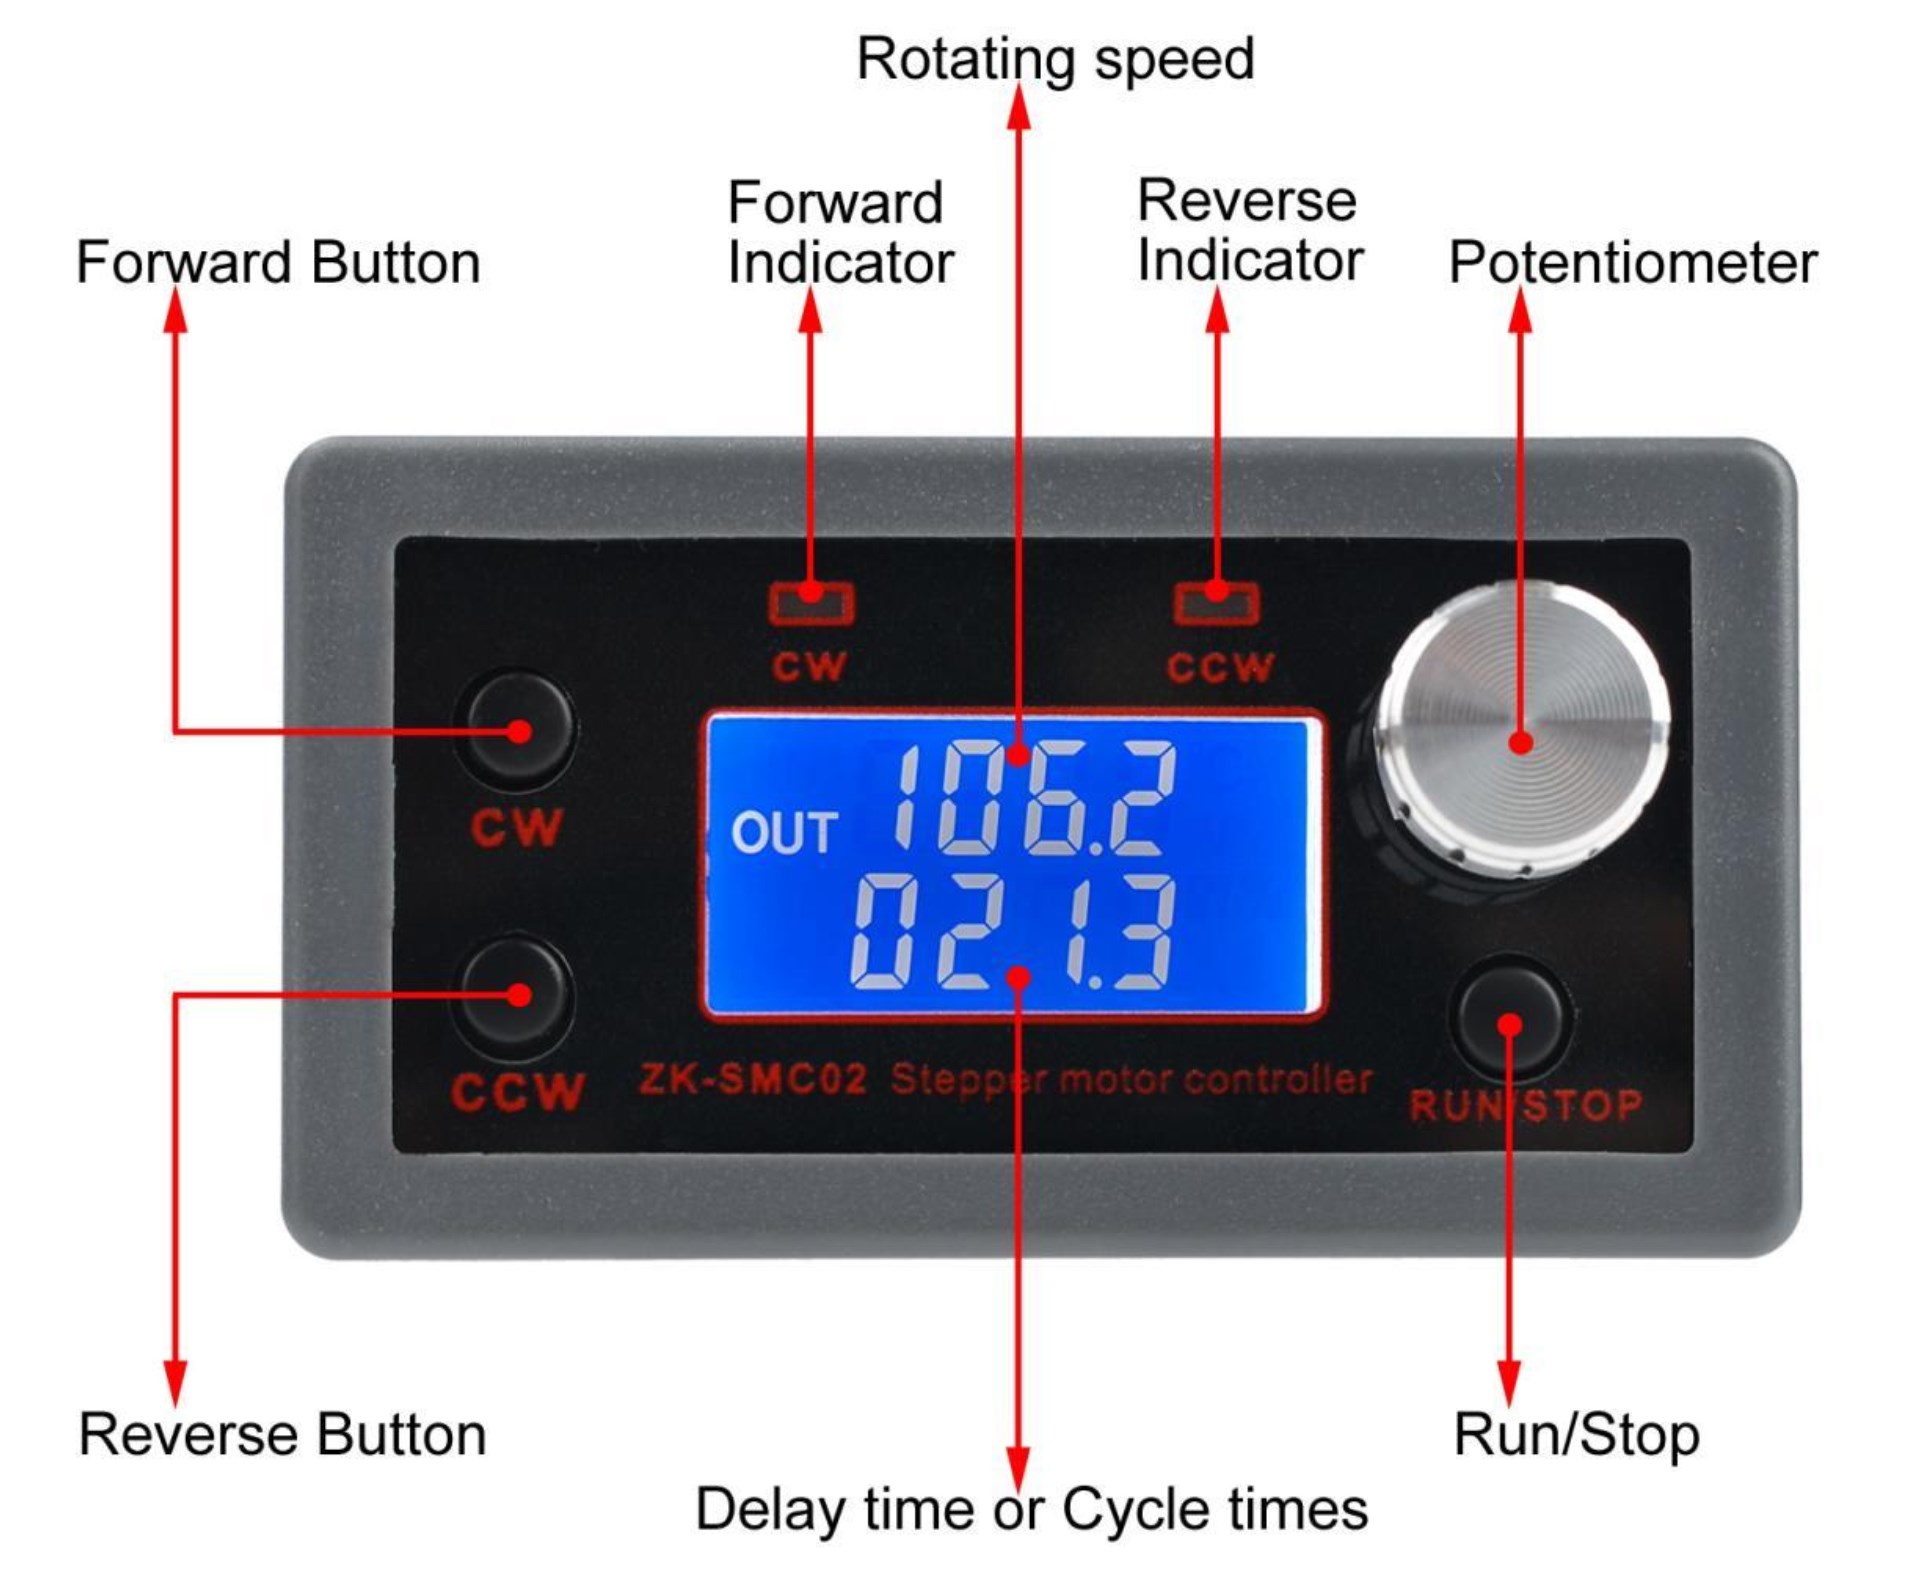 Rotating speed
Forward
Indicator
Reverse
Indicator
Forward Button
Potentiometer
CW
CCW
OUT 106.2
021.3
CW
CCW
ZK-SMC02 Stepper motor controller
RUN/STOP
Reverse Button
Run/Stop
Delay time or Cycle times